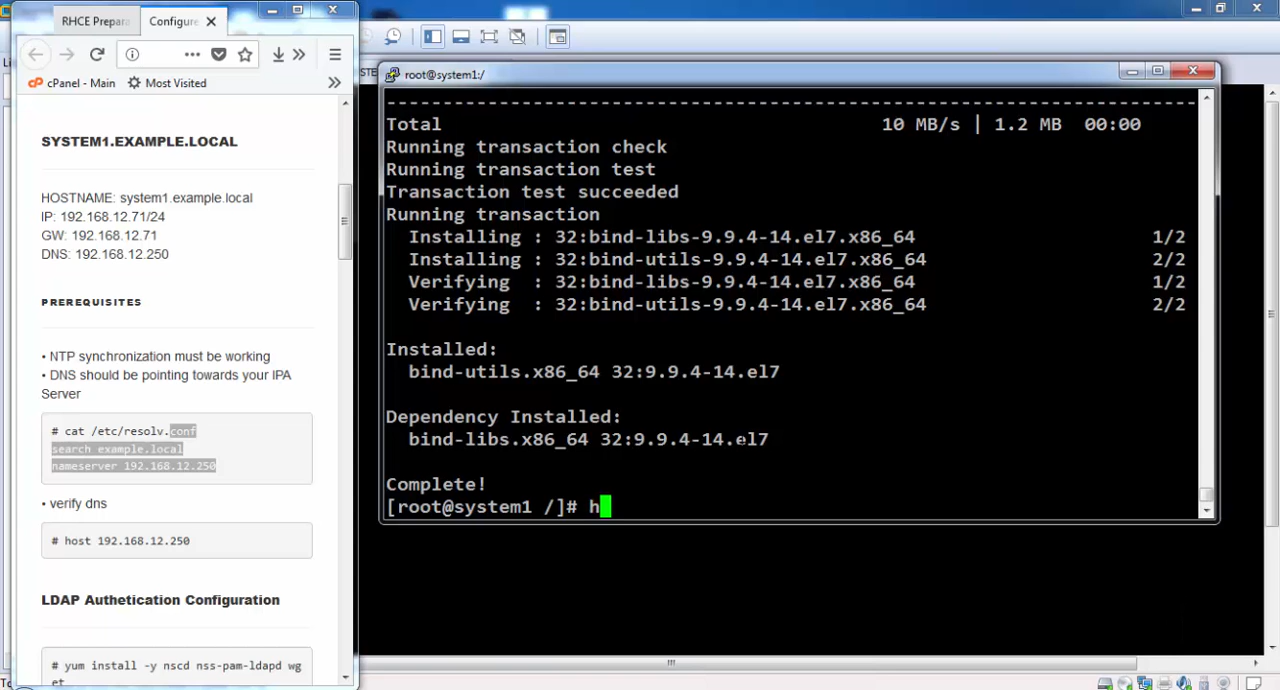 RHCE Prepara
Configure
cPanel - Main
Most Visited
SYSTEM1.EXAMPLE.LOCAL
HOSTNAME: system1.example.local
IP: 192.168.12.71/24
GW: 192.168.12.71
DNS: 192.168.12.250
PREREQUISITES
• NTP synchronization must be working
• DNS should be pointing towards your IPA
Server
# cat /etc/resolv.conf
search example.local
nameserver 192.168.12.250
• verify dns
# host 192.168.12.250
LDAP Authetication Configuration
# yum install -y nscd nss-pam-ldapd wg
et
root@system1:/
--------------------------------------------------------------------------------
Total 10 MB/s | 1.2 MB 00:00
Running transaction check
Running transaction test
Transaction test succeeded
Running transaction
Installing : 32:bind-libs-9.9.4-14.el7.x86_64 1/2
Installing : 32:bind-utils-9.9.4-14.el7.x86_64 2/2
Verifying : 32:bind-libs-9.9.4-14.el7.x86_64 1/2
Verifying : 32:bind-utils-9.9.4-14.el7.x86_64 2/2
Installed:
bind-utils.x86_64 32:9.9.4-14.el7
Dependency Installed:
bind-libs.x86_64 32:9.9.4-14.el7
Complete!
[root@system1 /]# h